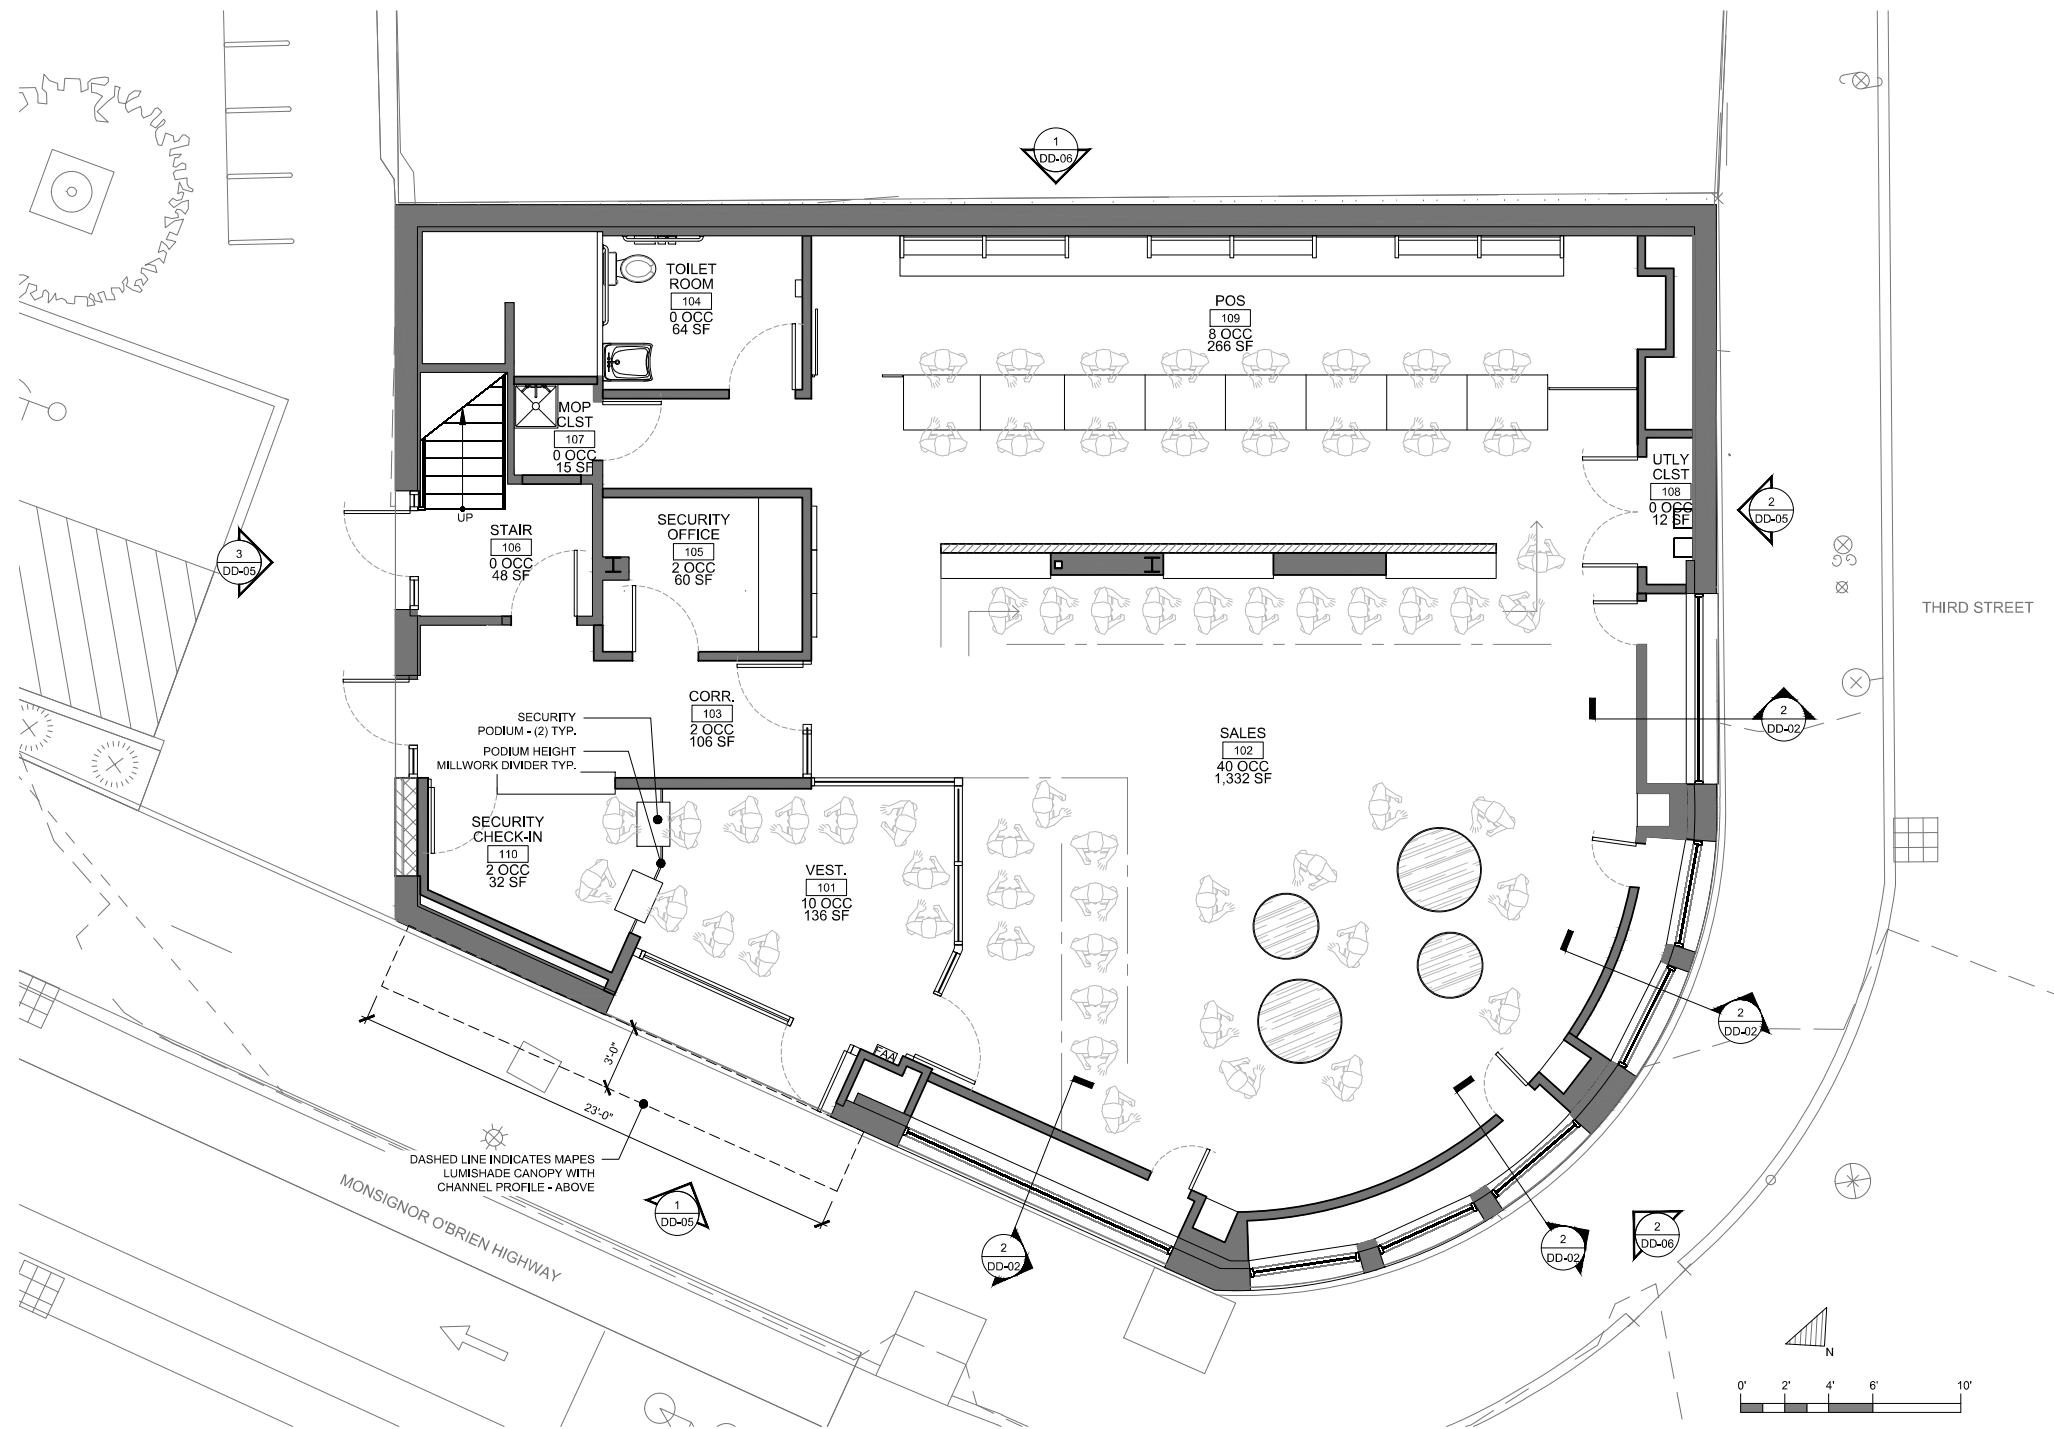 1
DD-06
TOILET
ROOM
104
0 OCC
64 SF
POS
109
8 OCC
266 SF
MOP
CLST
107
0 OCC
15 SF
UTLY
CLST
108
0 OCC
12 SF
2
DD-05
UP
STAIR
106
0 OCC
48 SF
SECURITY
OFFICE
105
2 OCC
60 SF
3
DD-05
THIRD STREET
CORR.
103
2 OCC
106 SF
SECURITY
PODIUM - (2) TYP.
PODIUM HEIGHT
MILLWORK DIVIDER TYP.
SALES
102
40 OCC
1,332 SF
2
DD-02
SECURITY
CHECK-IN
110
2 OCC
32 SF
VEST.
101
10 OCC
136 SF
2
DD-02
3'-0"
23'-0"
FAA
DASHED LINE INDICATES MAPES
LUMISHADE CANOPY WITH
CHANNEL PROFILE - ABOVE
MONSIGNOR O'BRIEN HIGHWAY
1
DD-05
2
DD-02
2
DD-02
2
DD-06
N
0' 2' 4' 6' 10'